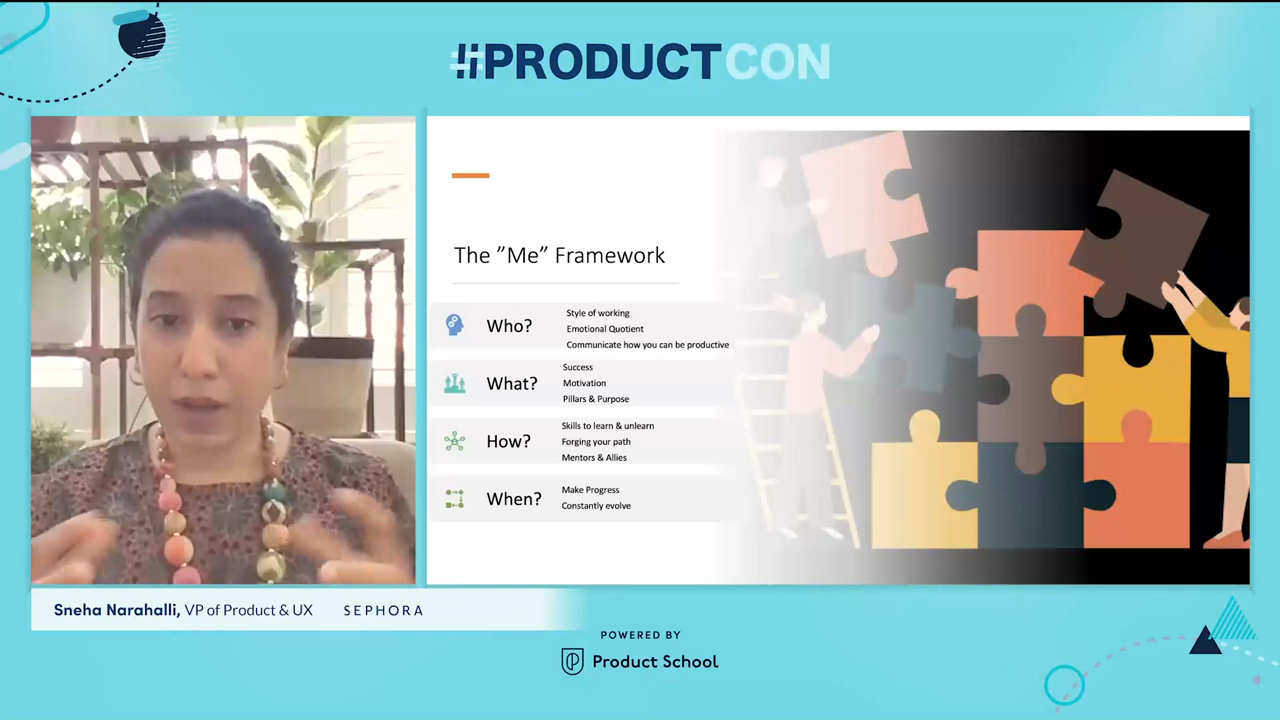 #PRODUCTCON
The ”Me” Framework
Who?
Style of working
Emotional Quotient
Communicate how you can be productive
What?
Success
Motivation
Pillars & Purpose
How?
Skills to learn & unlearn
Forging your path
Mentors & Allies
When?
Make Progress
Constantly evolve
Sneha Narahalli, VP of Product & UX SEPHORA
POWERED BY
Product School